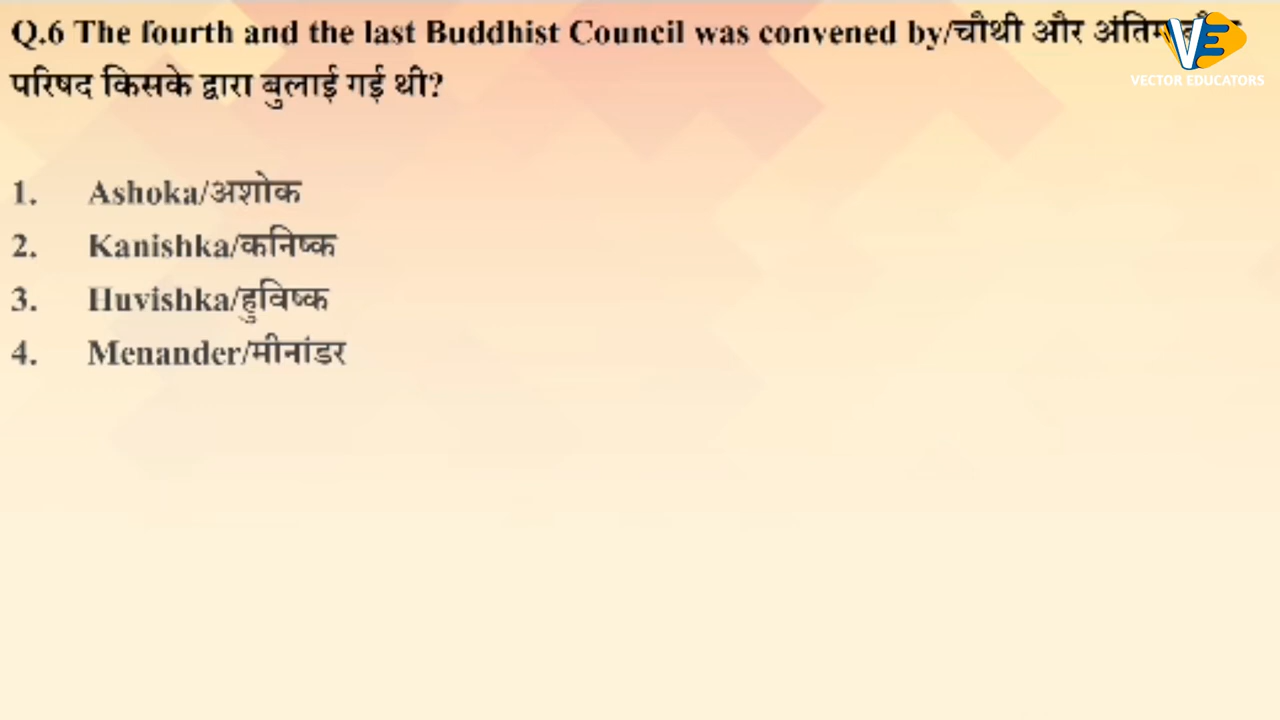 Q.6 The fourth and the last Buddhist Council was convened by/चौथी और अंतिम
परिषद किसके द्वारा बुलाई गई थी?
VE
VECTOR EDUCATORS
1. Ashoka/अशोक
2. Kanishka/कनिष्क
3. Huvishka/हुविष्क
4. Menander/मीनांडर